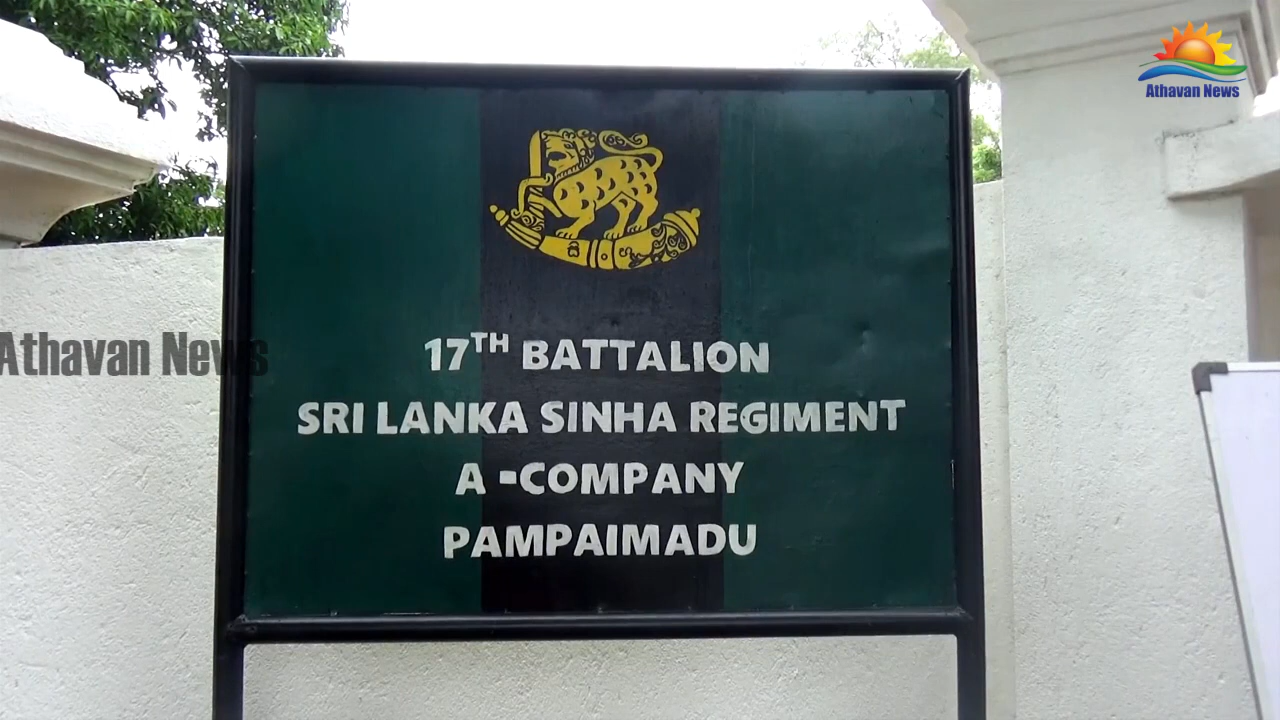 Athavan News
17TH BATTALION
SRI LANKA SINHA REGIMENT
A -COMPANY
PAMPAIMADU
Athavan News